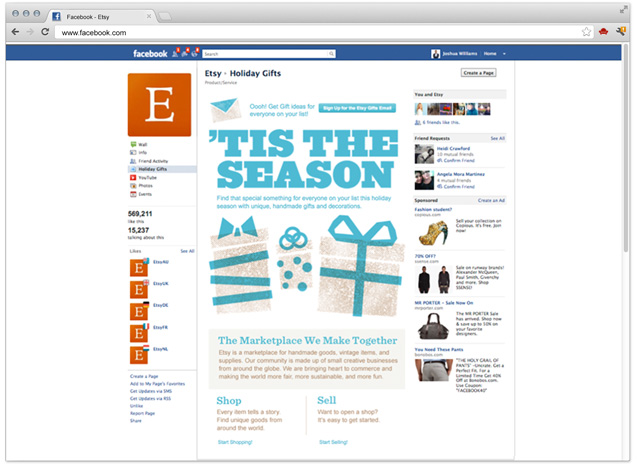 Facebook - Etsy
www.facebook.com
facebook
Search
Joshua Williams
Home
E
Wall
Info
Friend Activity
Holiday Gifts
YouTube
Photos
Events
569,211
like this
15,237
talking about this
Likes
See All
EtsyAU
EtsyUK
EtsyDE
EtsyFR
EtsyNL
Create a Page
Add to My Page's Favorites
Get Updates via SMS
Get Updates via RSS
Unlike
Report Page
Share
Etsy › Holiday Gifts
Product/Service
Create a Page
Oooh! Get Gift ideas for
everyone on your list!
Sign Up for the Etsy Gifts Email
'TIS THE
SEASON
Find that special something for everyone on your list this holiday
season with unique, handmade gifts and decorations.
The Marketplace We Make Together
Etsy is a marketplace for handmade goods, vintage items, and
supplies. Our community is made up of small creative businesses
from around the globe. We are bringing heart to commerce and
making the world more fair, more sustainable, and more fun.
Shop
Every item tells a story.
Find unique goods from
around the world.
Start Shopping!
Sell
Want to open a shop?
It's easy to get started.
Start Selling!
You and Etsy
6 friends like this.
Friend Requests
See All
Heidi Crawford
15 mutual friends
Confirm Friend
Angela Mora Martinez
4 mutual friends
Confirm Friend
Sponsored
Create an Ad
Fashion student?
copious.com
Sell your collection on
Copious. It's free. Join
now!
70% OFF?
ssense.com
Sale on runway brands!
Alexander McQueen,
Paul Smith, Givenchy
and more. Shop
SSENSE!
MR PORTER - Sale Now On
mrporter.com
The MR PORTER Sale
has arrived. Shop now
& save up to 50% on
your favorite
designers.
You Need These Pants
bonobos.com
"THE HOLY GRAIL OF
PANTS" -Uncrate. Get a
Perfect Fit. For a
Limited Time Get 40%
Off at Bonobos.com.
Use Coupon
"FACEBOOK40"